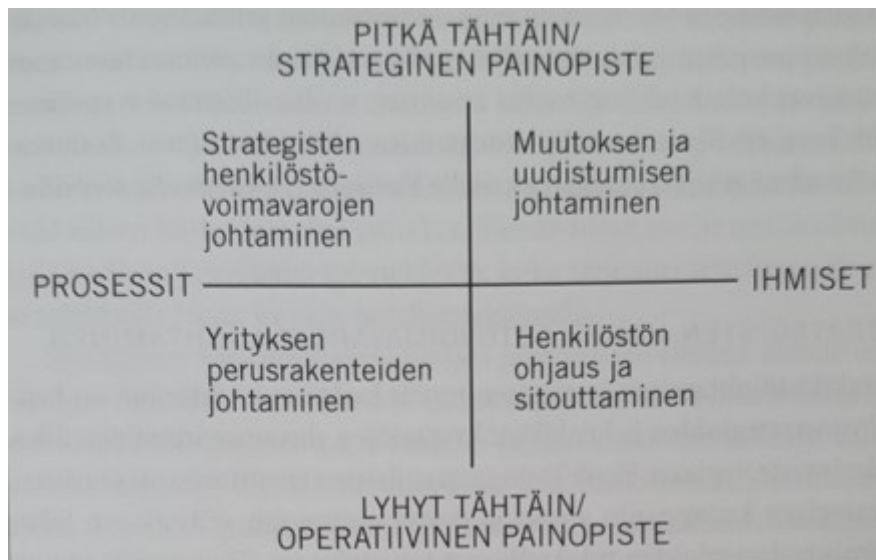 PITKÄ TÄHTÄIN/
STRATEGINEN PAINOPISTE
Strategisten
henkilöstö-
voimavarojen
johtaminen
Muutoksen ja
uudistumisen
johtaminen
PROSESSIT
IHMISET
Yrityksen
perusrakenteiden
johtaminen
Henkilöstön
ohjaus ja
sitouttaminen
LYHYT TÄHTÄIN/
OPERATIIVINEN PAINOPISTE